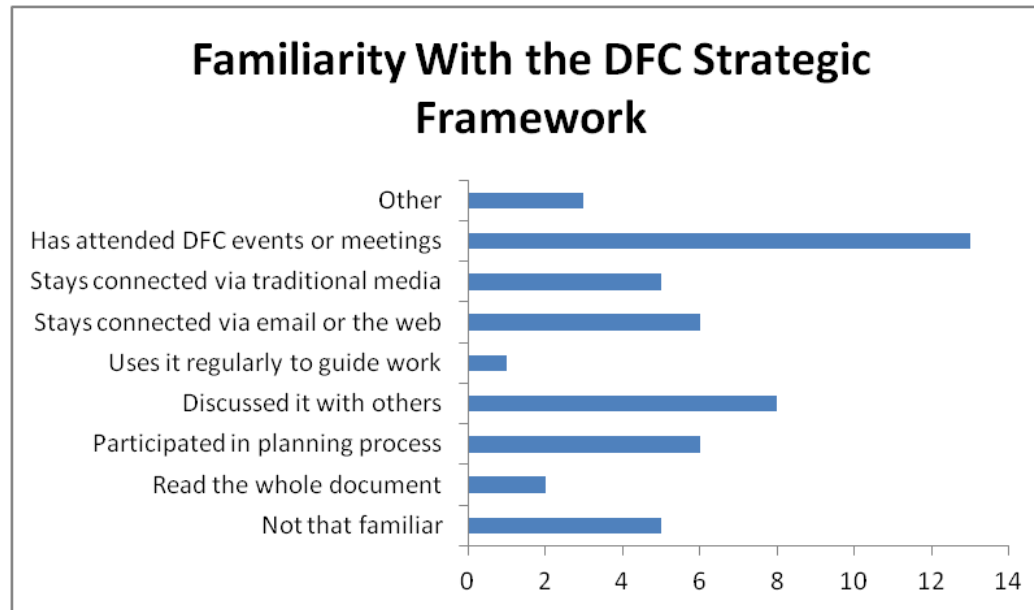 Familiarity With the DFC Strategic
Framework
Other
Has attended DFC events or meetings
Stays connected via traditional media
Stays connected via email or the web
Uses it regularly to guide work
Discussed it with others
Participated in planning process
Read the whole document
Not that familiar
0 2 4 6 8 10 12 14